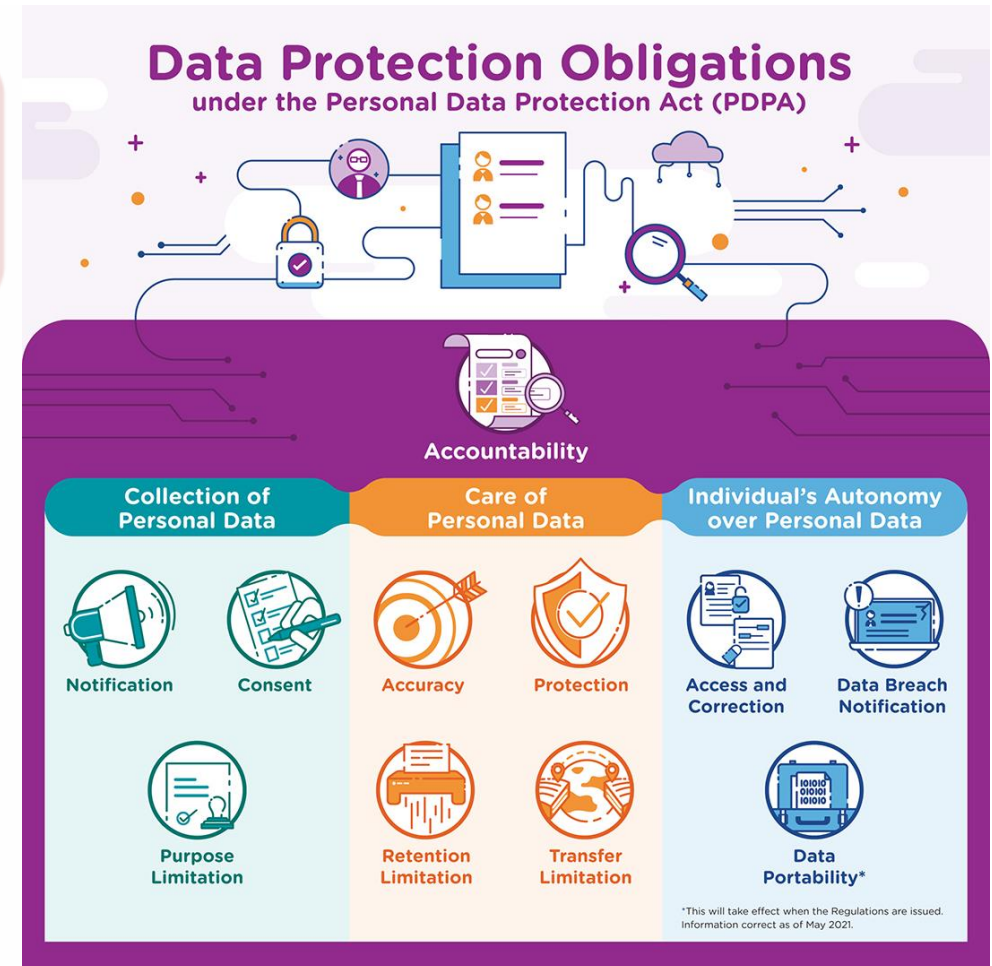 Data Protection Obligations
under the Personal Data Protection Act (PDPA)
Accountability
Collection of
Personal Data
Notification
Consent
Purpose
Limitation
Care of
Personal Data
Accuracy
Protection
Retention
Limitation
Transfer
Limitation
Individual's Autonomy
over Personal Data
Access and
Correction
Data Breach
Notification
10101
01010
10101
Data
Portability*
*This will take effect when the Regulations are issued.
Information correct as of May 2021.